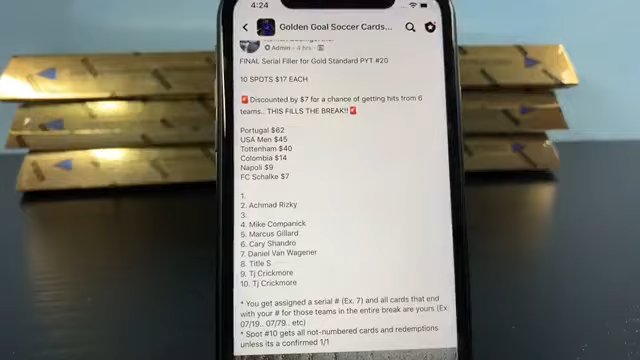 4:24
Golden Goal Soccer Cards...
Admin · 4 hrs ·
FINAL Serial Filler for Gold Standard PYT #20
10 SPOTS $17 EACH
🚨Discounted by $7 for a chance of getting hits from 6
teams.. THIS FILLS THE BREAK!!🚨
Portugal $62
USA Men $45
Tottenham $40
Colombia $14
Napoli $9
FC Schalke $7
1.
2. Achmad Rizky
3.
4. Mike Companick
5. Marcus Gillard
6. Cary Shandro
7. Daniel Van Wagener
8. Title S
9. Tj Crickmore
10. Tj Crickmore
* You get assigned a serial # (Ex. 7) and all cards that end
with your # for those teams in the entire break are yours (Ex
07/19.. 07/79.. etc)
* Spot #10 gets all not-numbered cards and redemptions
unless its a confirmed 1/1